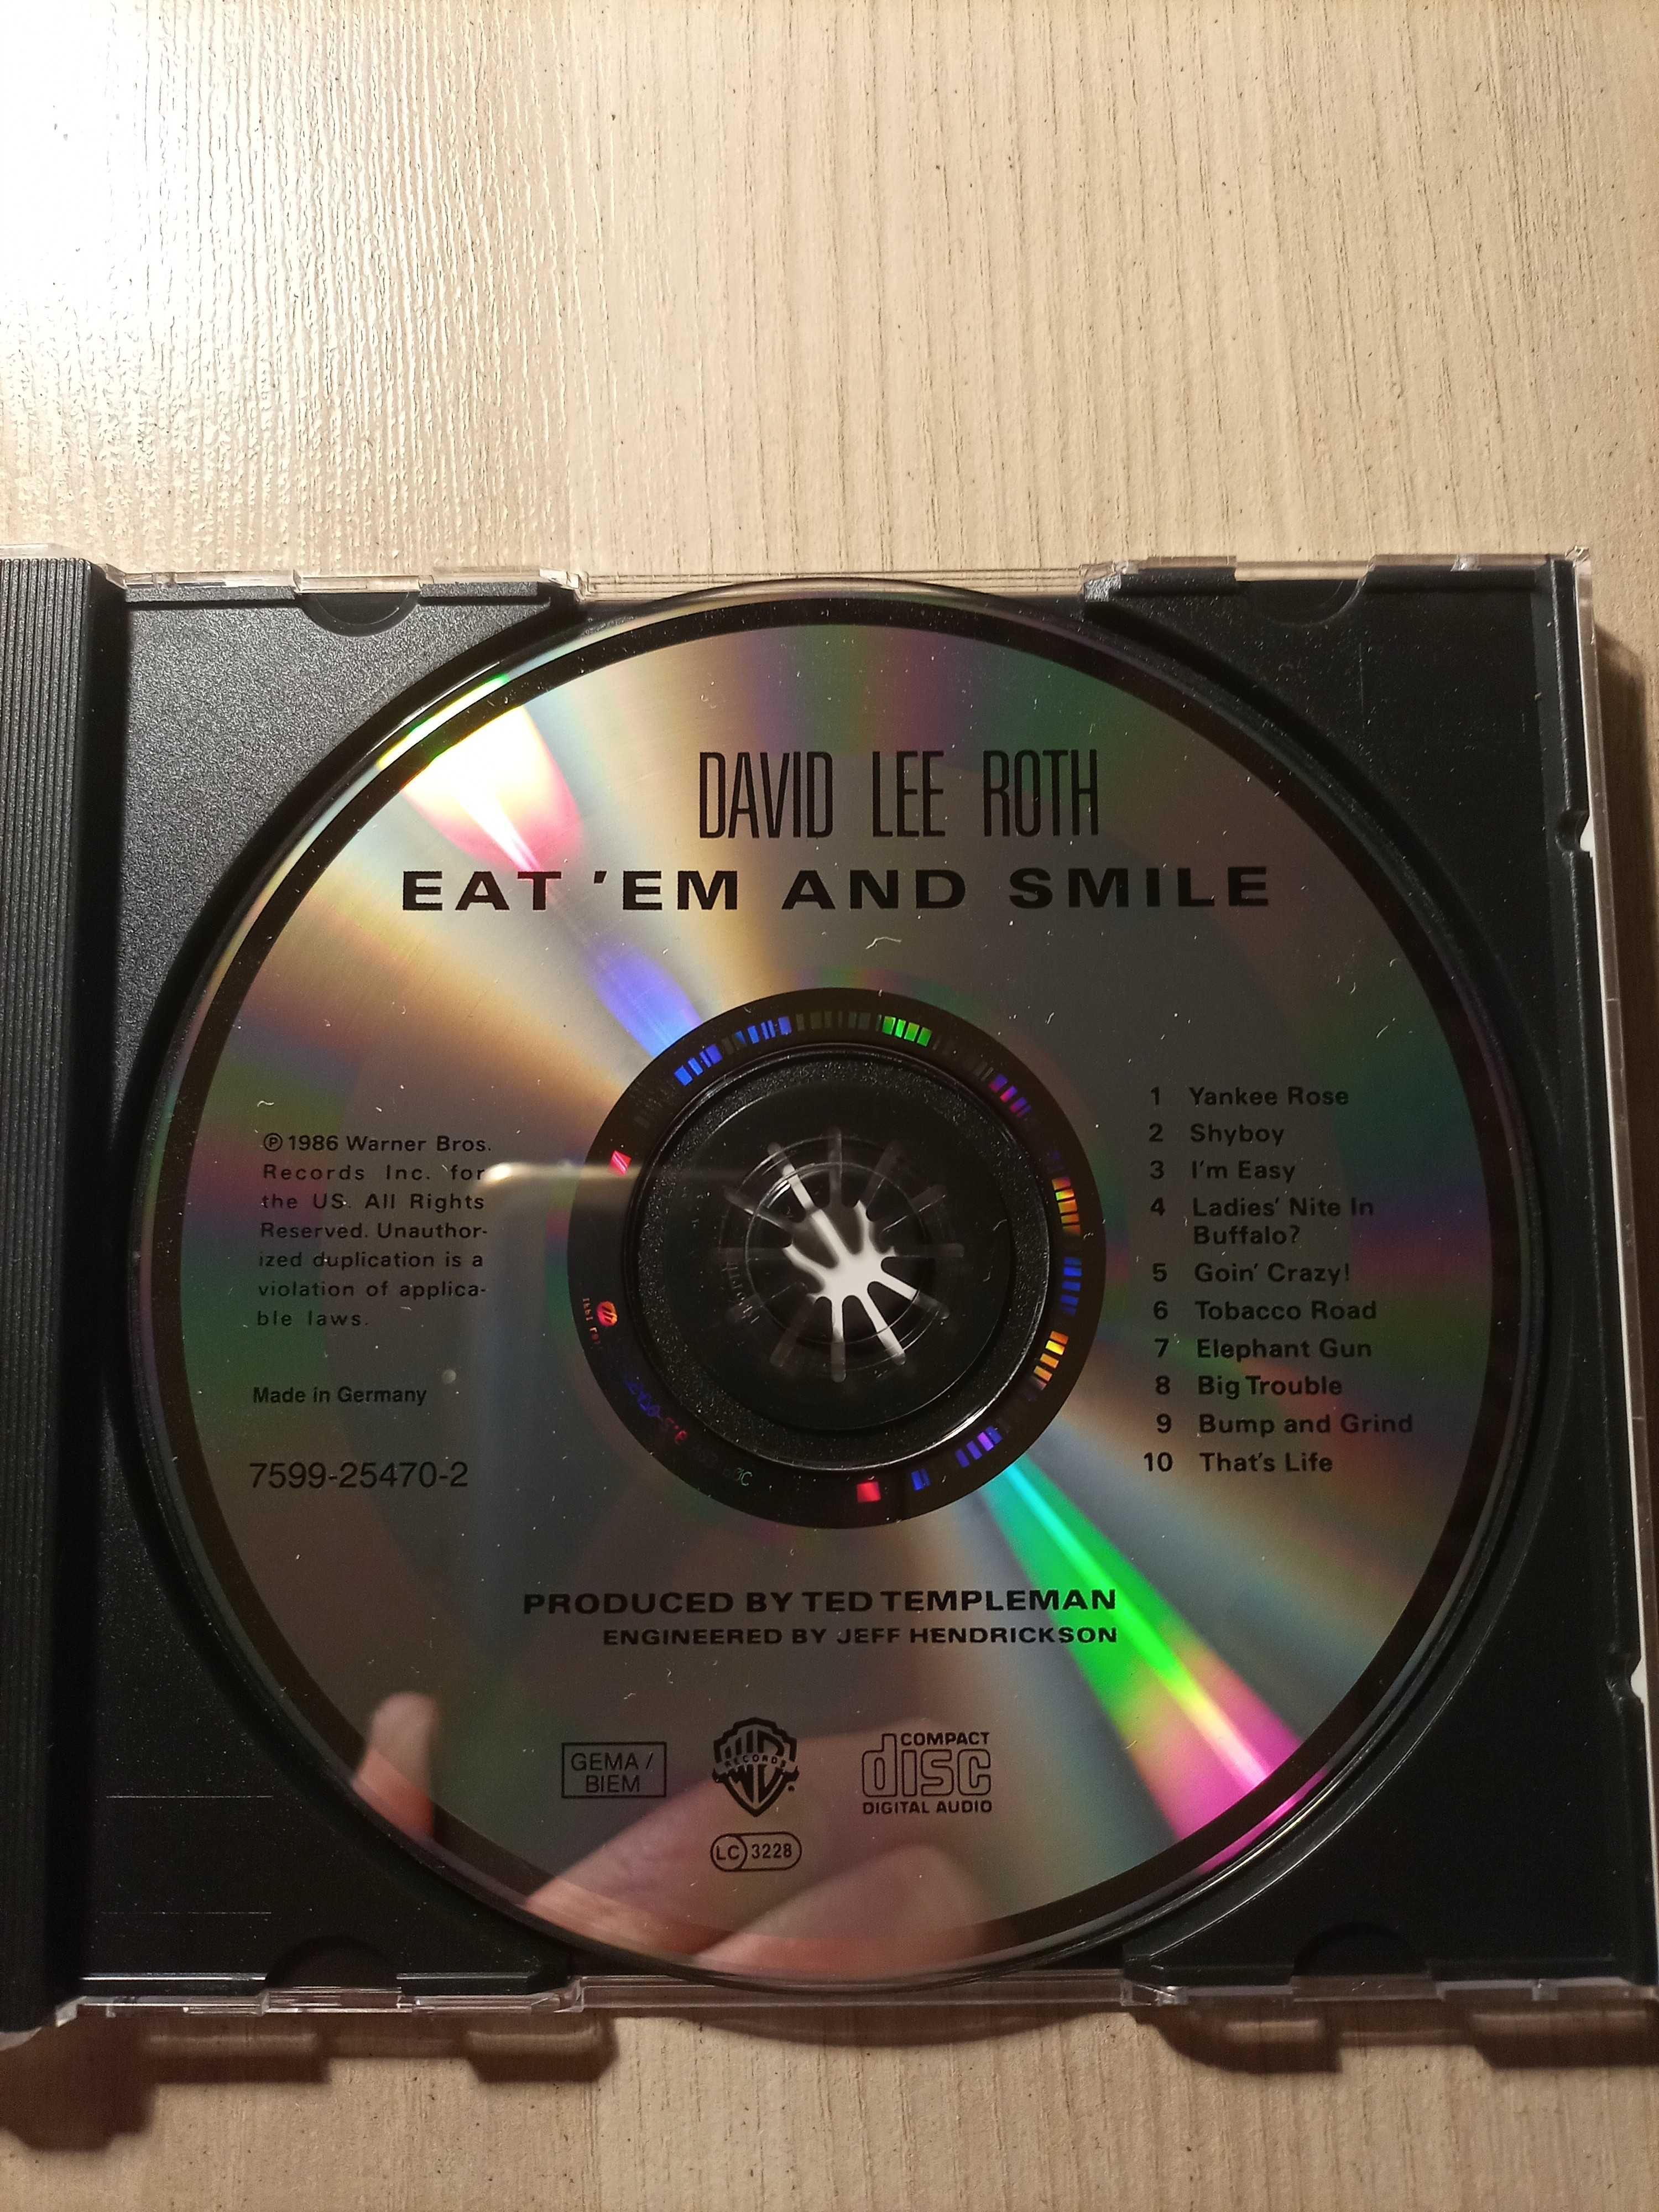 DAVID LEE ROTH
EAT 'EM AND SMILE
℗ 1986 Warner Bros.
Records Inc. for
the US. All Rights
Reserved. Unauthor-
ized duplication is a
violation of applica-
ble laws.
Made in Germany
7599-25470-2
1 Yankee Rose
2 Shyboy
3 I'm Easy
4 Ladies' Nite In
Buffalo?
5 Goin' Crazy!
6 Tobacco Road
7 Elephant Gun
8 Big Trouble
9 Bump and Grind
10 That's Life
PRODUCED BY TED TEMPLEMAN
ENGINEERED BY JEFF HENDRICKSON
GEMA /
BIEM
RECORDS
COMPACT
disc
DIGITAL AUDIO
LC 3228